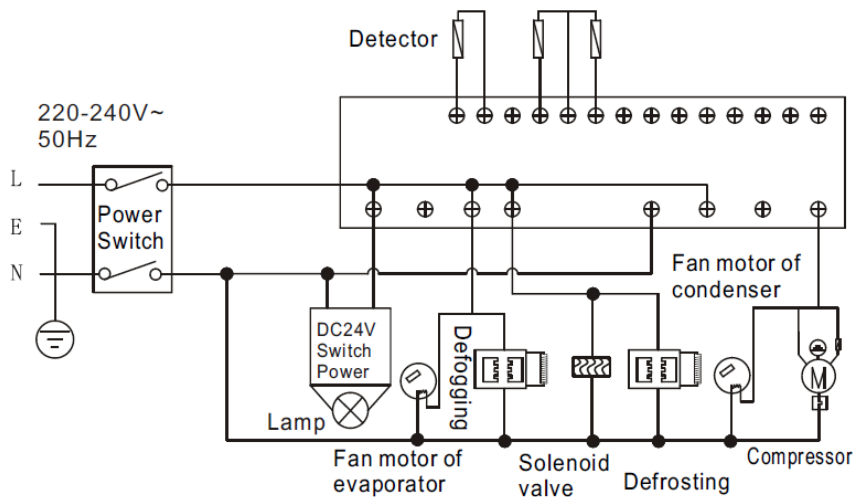 Detector
220-240V~
50Hz
L
E
N
Power
Switch
Fan motor of
condenser
DC24V
Switch
Power
Defogging
M
Lamp
Fan motor of
evaporator
Solenoid
valve
Defrosting
Compressor